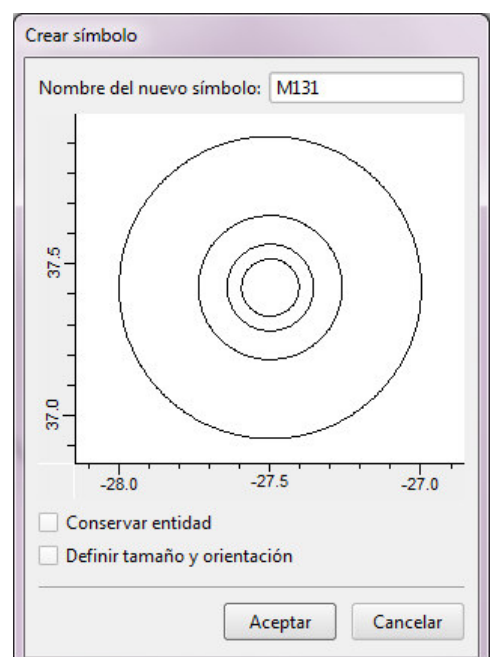 Crear símbolo
Nombre del nuevo símbolo: M131
37.5
37.0
-28.0 -27.5 -27.0
Conservar entidad
Definir tamaño y orientación
Aceptar Cancelar